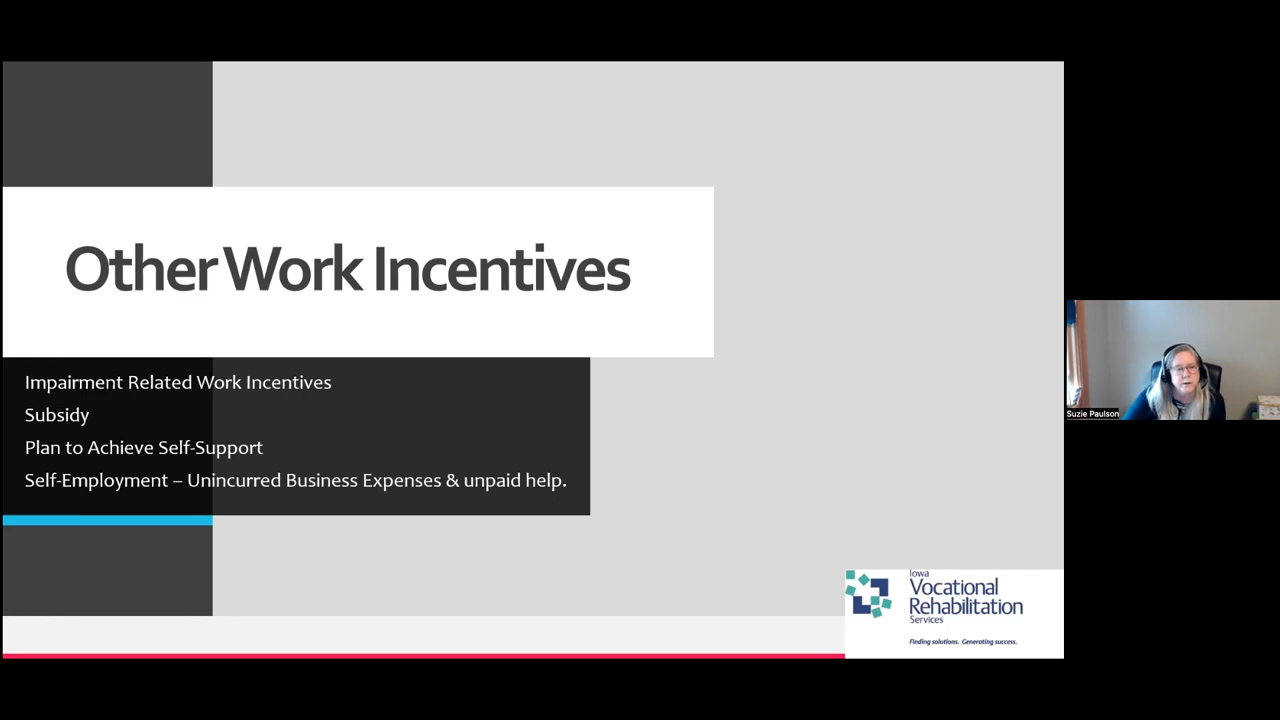 Other Work Incentives
Impairment Related Work Incentives
Subsidy
Plan to Achieve Self-Support
Self-Employment – Unincurred Business Expenses & unpaid help.
Iowa
Vocational
Rehabilitation
Services
Finding solutions. Generating success.
Suzie Paulson